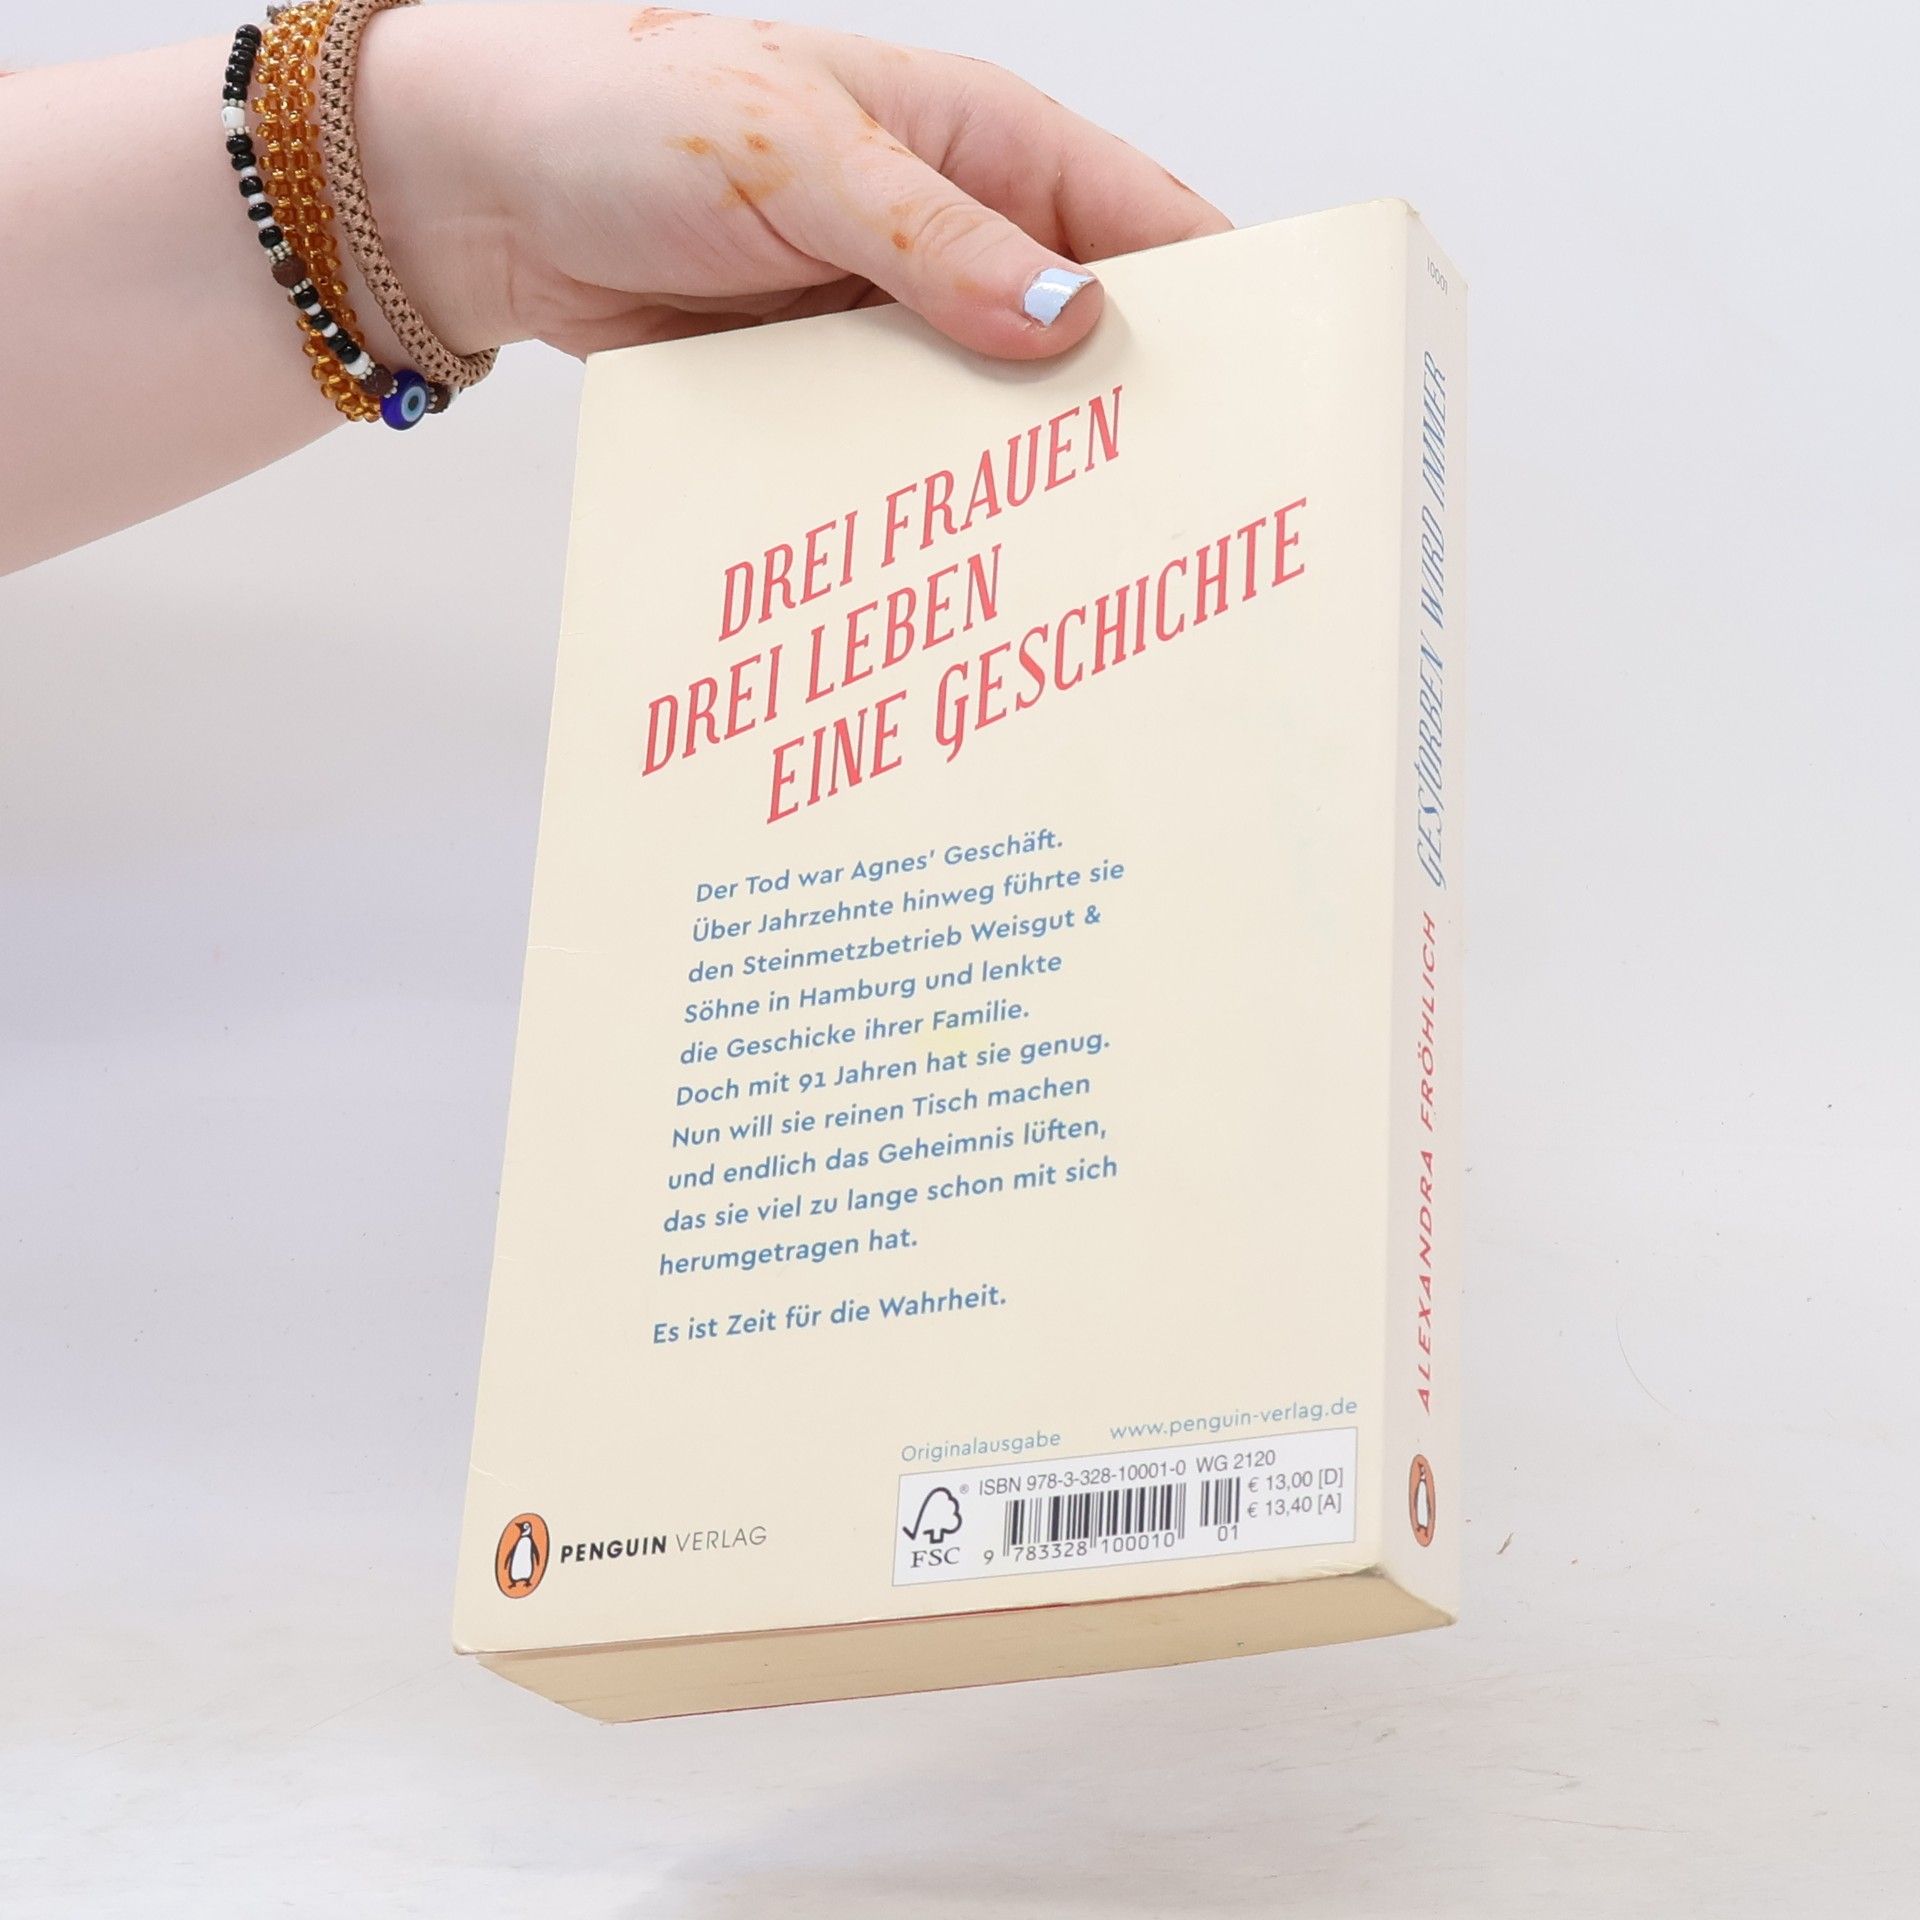 DREI FRAUEN
DREI LEBEN
EINE GESCHICHTE
Der Tod war Agnes' Geschäft.
Über Jahrzehnte hinweg führte sie
den Steinmetzbetrieb Weisgut &
Söhne in Hamburg und lenkte
die Geschicke ihrer Familie.
Doch mit 91 Jahren hat sie genug.
Nun will sie reinen Tisch machen
und endlich das Geheimnis lüften,
das sie viel zu lange schon mit sich
herumgetragen hat.
Es ist Zeit für die Wahrheit.
Originalausgabe www.penguin-verlag.de
ISBN 978-3-328-10001-0 WG 2120
€ 13,00 [D]
€ 13,40 [A]
FSC
®
9 783328 100010 01
PENGUIN VERLAG
10001
ALEXANDRA FRÖHLICH GESTORBEN WIRD IMMER